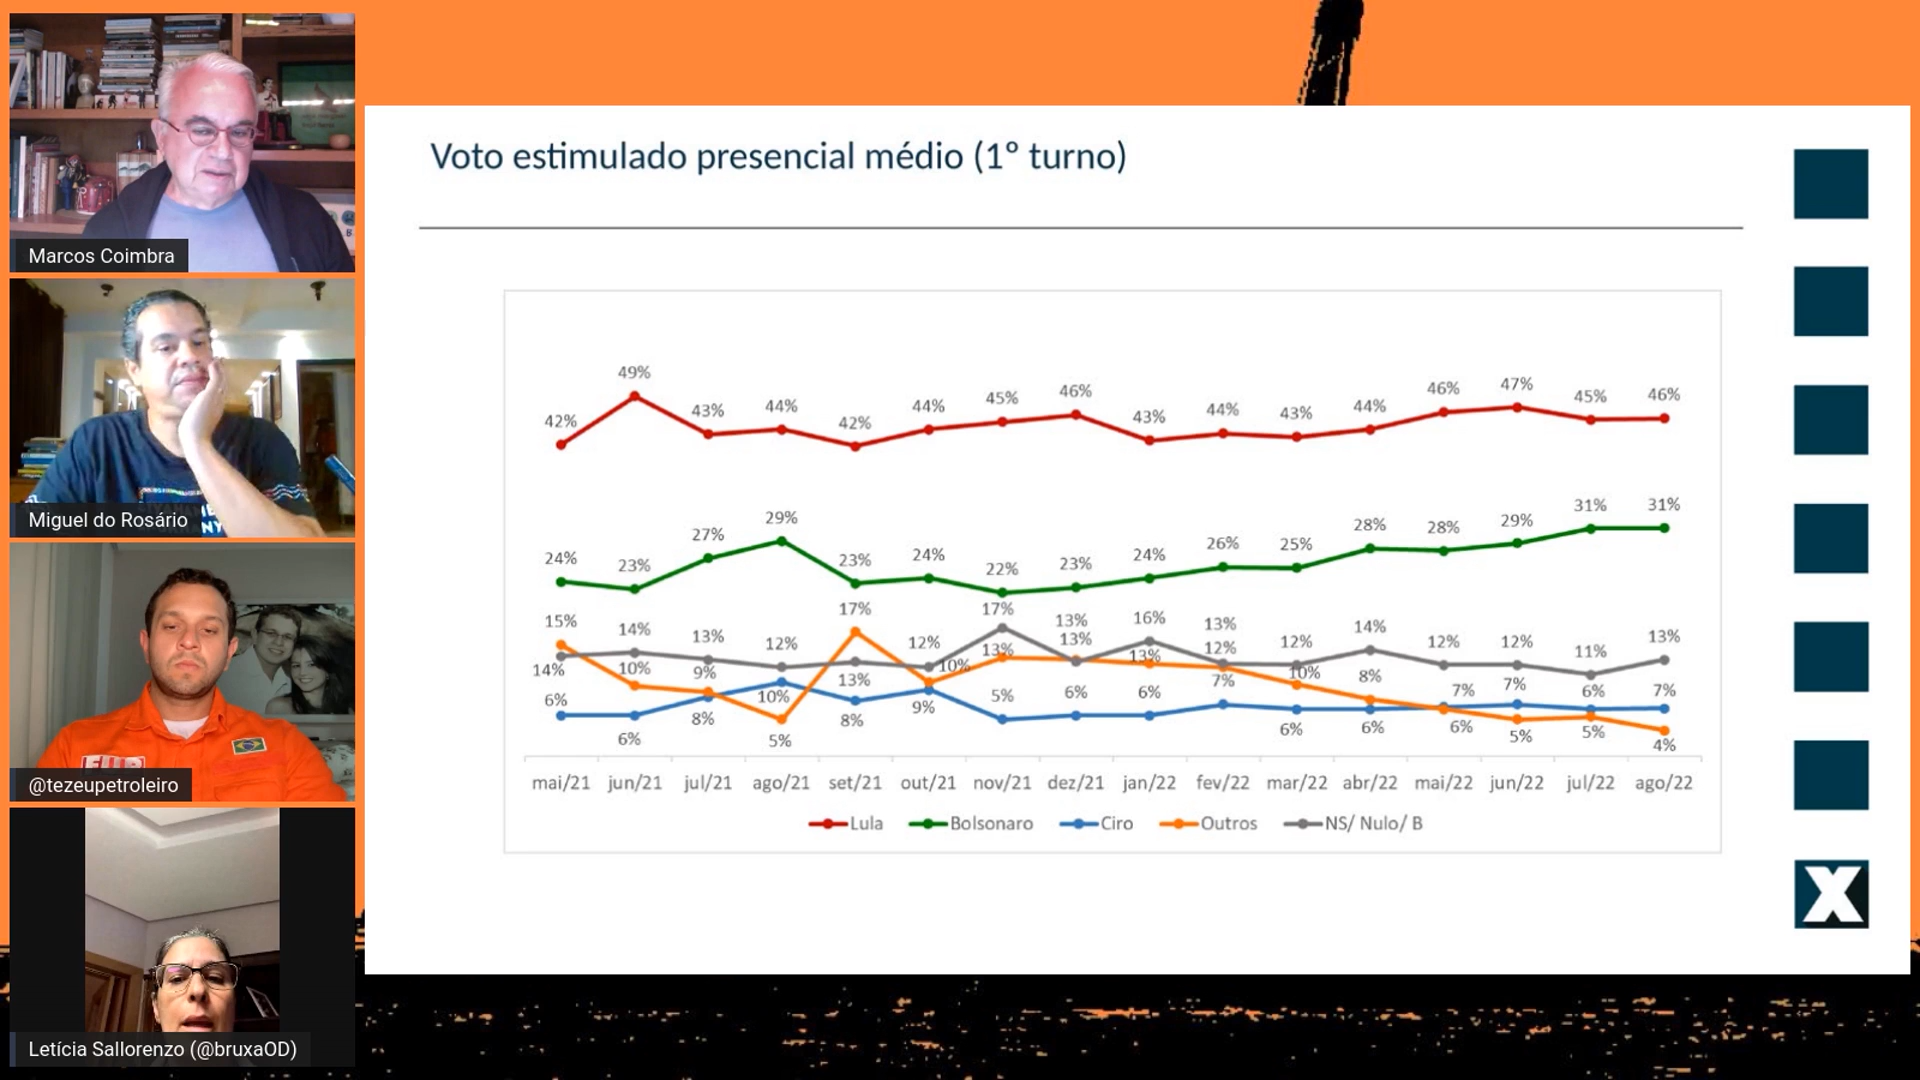 Marcos Coimbra
Miguel do Rosário
@tezeupetroleiro
Letícia Sallorenzo (@bruxaOD)
Voto estimulado presencial médio (1º turno)
42% 49% 43% 44% 42% 44% 45% 46% 43% 44% 43% 44% 46% 47% 45% 46%
24% 23% 27% 29% 23% 24% 22% 23% 24% 26% 25% 28% 28% 29% 31% 31%
15% 14% 13% 12% 17% 12% 17% 13% 16% 13% 12% 14% 12% 12% 11% 13%
14% 10% 9% 10% 13% 10% 13% 13% 13% 12% 10% 8% 7% 7% 6% 7%
6% 6% 8% 5% 8% 9% 5% 6% 6% 7% 6% 6% 6% 5% 5% 4%
mai/21 jun/21 jul/21 ago/21 set/21 out/21 nov/21 dez/21 jan/22 fev/22 mar/22 abr/22 mai/22 jun/22 jul/22 ago/22
Lula Bolsonaro Ciro Outros NS/ Nulo/ B
X